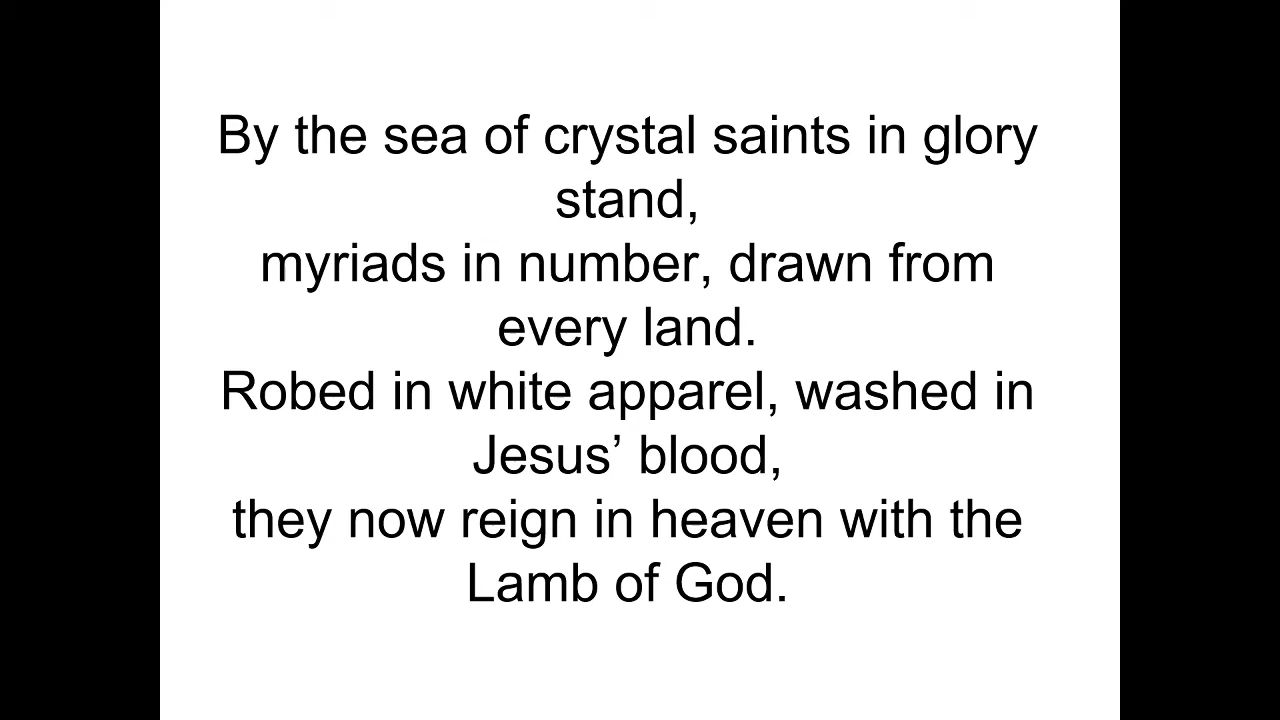 By the sea of crystal saints in glory
stand,
myriads in number, drawn from
every land.
Robed in white apparel, washed in
Jesus’ blood,
they now reign in heaven with the
Lamb of God.